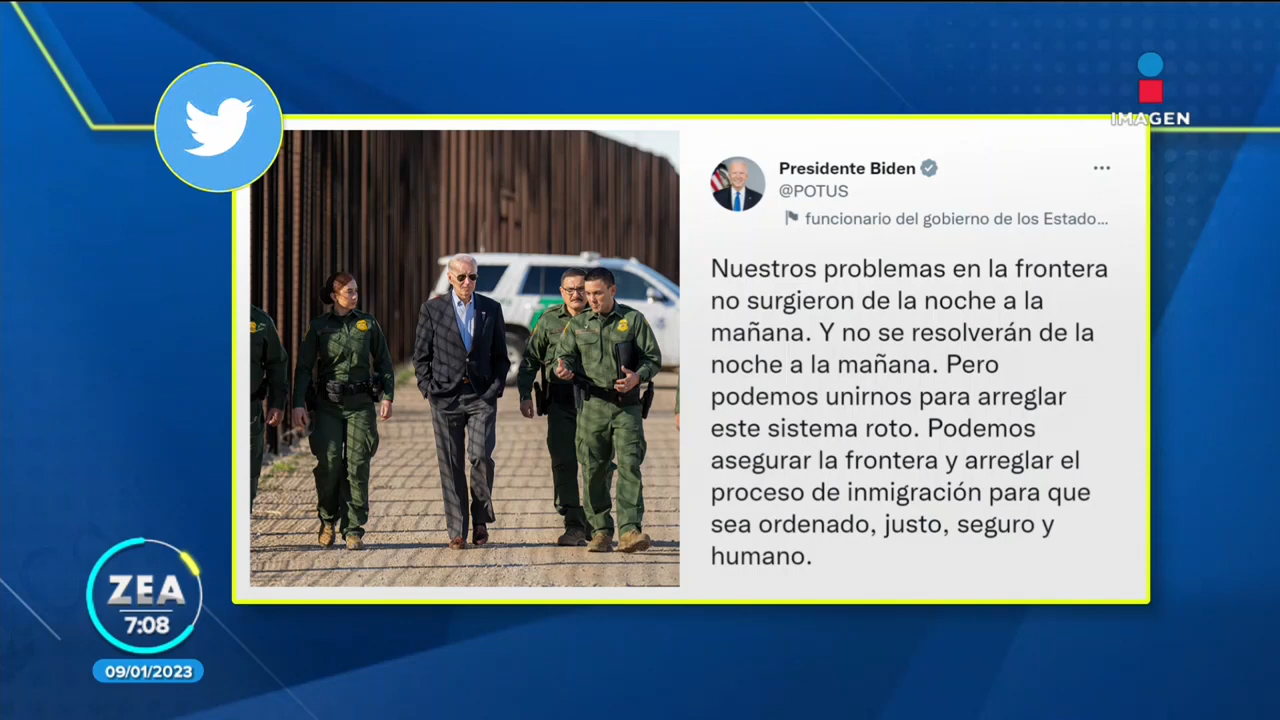 IMAGEN
Presidente Biden
@POTUS
funcionario del gobierno de los Estado...
Nuestros problemas en la frontera
no surgieron de la noche a la
mañana. Y no se resolverán de la
noche a la mañana. Pero
podemos unirnos para arreglar
este sistema roto. Podemos
asegurar la frontera y arreglar el
proceso de inmigración para que
sea ordenado, justo, seguro y
humano.
ZEA
7:08
09/01/2023